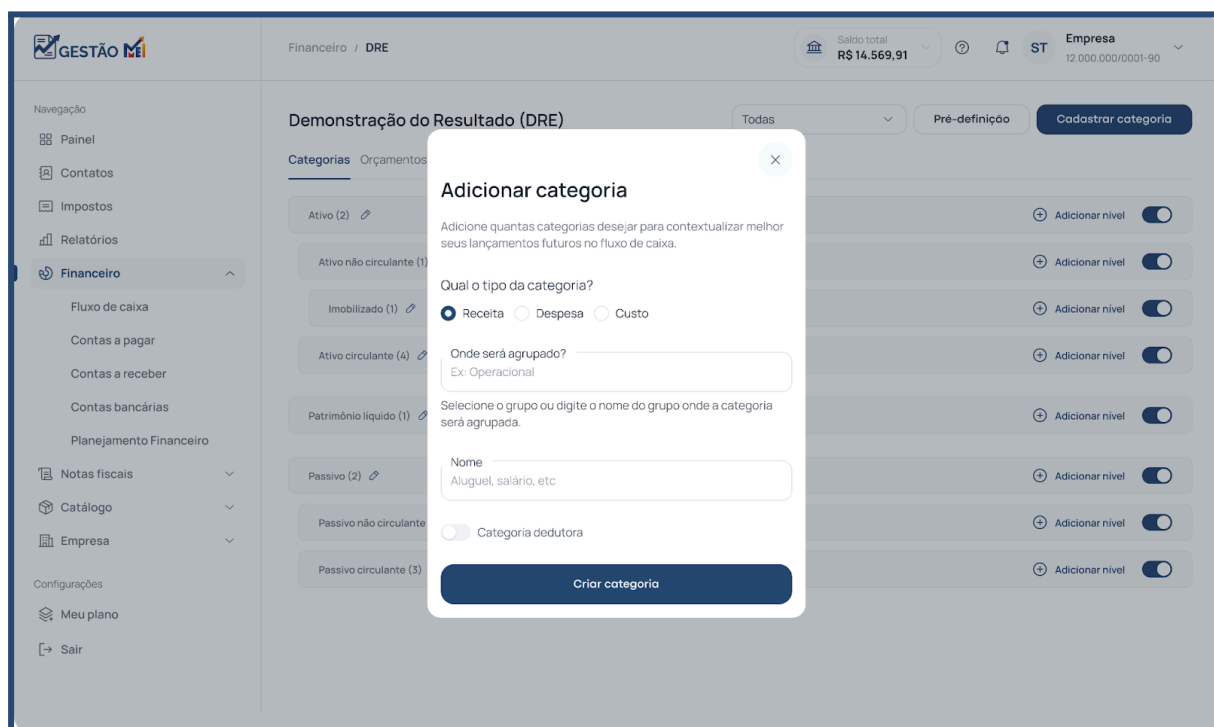 GESTÃO MEI
Financeiro / DRE
Saldo total
R$ 14.569,91
ST
Empresa
12.000.000/0001-90
Navegação
Painel
Contatos
Impostos
Relatórios
Financeiro
Fluxo de caixa
Contas a pagar
Contas a receber
Contas bancárias
Planejamento Financeiro
Notas fiscais
Catálogo
Empresa
Configurações
Meu plano
Sair
Demonstração do Resultado (DRE)
Todas
Pré-definição
Cadastrar categoria
Categorias Orçamentos
Ativo (2)
Adicionar nível
Ativo não circulante (1)
Adicionar nível
Imobilizado (1)
Adicionar nível
Ativo circulante (4)
Adicionar nível
Patrimônio líquido (1)
Adicionar nível
Passivo (2)
Adicionar nível
Passivo não circulante
Adicionar nível
Passivo circulante (3)
Adicionar nível
Adicionar categoria
Adicione quantas categorias desejar para contextualizar melhor
seus lançamentos futuros no fluxo de caixa.
Qual o tipo da categoria?
Receita Despesa Custo
Onde será agrupado?
Ex: Operacional
Selecione o grupo ou digite o nome do grupo onde a categoria
será agrupada.
Nome
Aluguel, salário, etc
Categoria dedutora
Criar categoria